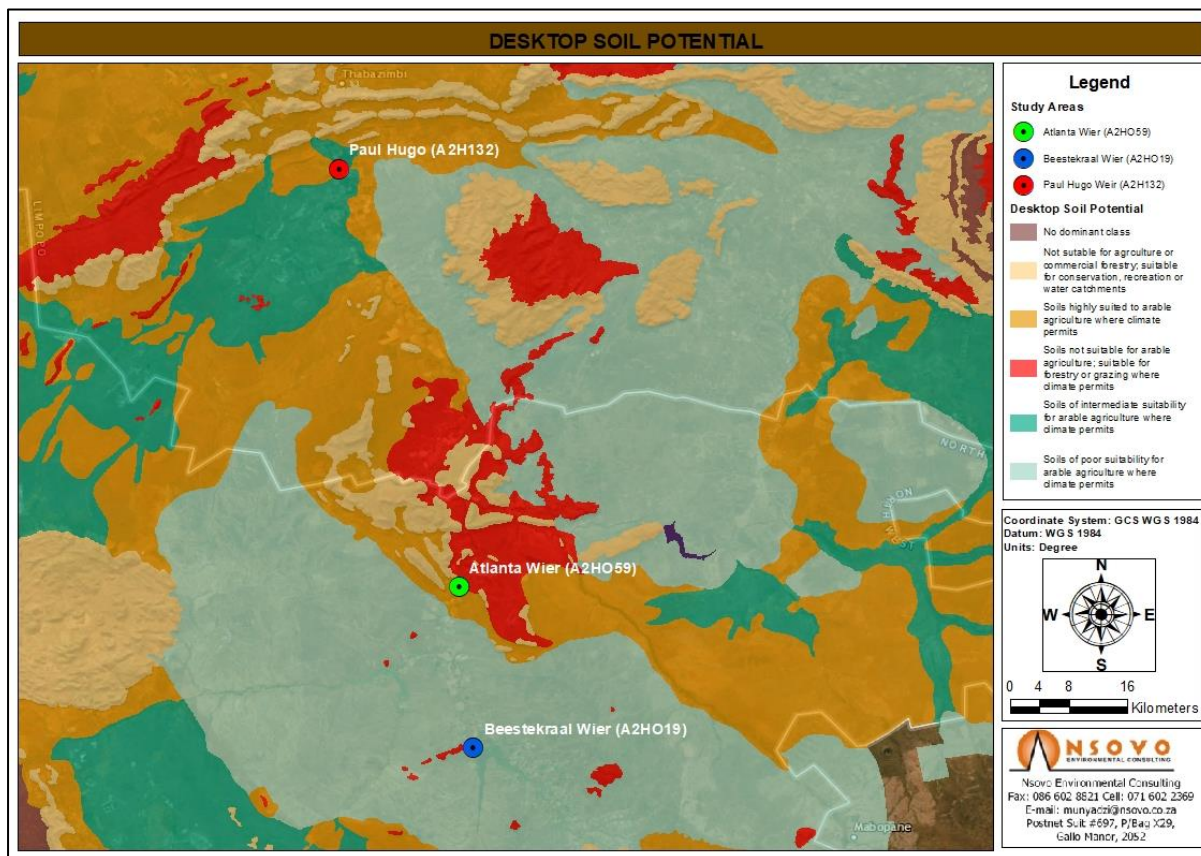 DESKTOP SOIL POTENTIAL
Thabazimbi
Paul Hugo (A2H132)
LIMPOPO
NORTH
NORTH WEST
Atlanta Wier (A2HO59)
Beestekraal Wier (A2HO19)
Mabopane
Legend
Study Areas
Atlanta Wier (A2HO59)
Beestekraal Wier (A2HO19)
Paul Hugo Weir (A2H132)
Desktop Soil Potential
No dominant class
Not sutable for agriculture or
commercial forestry; suitable
for conservation, recreation or
water catchments
Soils highly suited to arable
agriculture where climate
permits
Soils not suitable for arable
agriculture; suitable for
forestry or grazing where
climate permits
Soils of intermediate suitability
for arable agriculture where
climate permits
Soils of poor suitability for
arable agriculture where
climate permits
Coordinate System: GCS WGS 1984
Datum: WGS 1984
Units: Degree
N
W E
S
0 4 8 16
Kilometers
NSOVO
ENVIRONMENTAL CONSULTING
Nsovo Environmental Consulting
Fax: 086 602 8821 Cell: 071 602 2369
E-mail: munyadzi@nsovo.co.za
Postnet Suit #697, P/Bag X29,
Gallo Manor, 2052